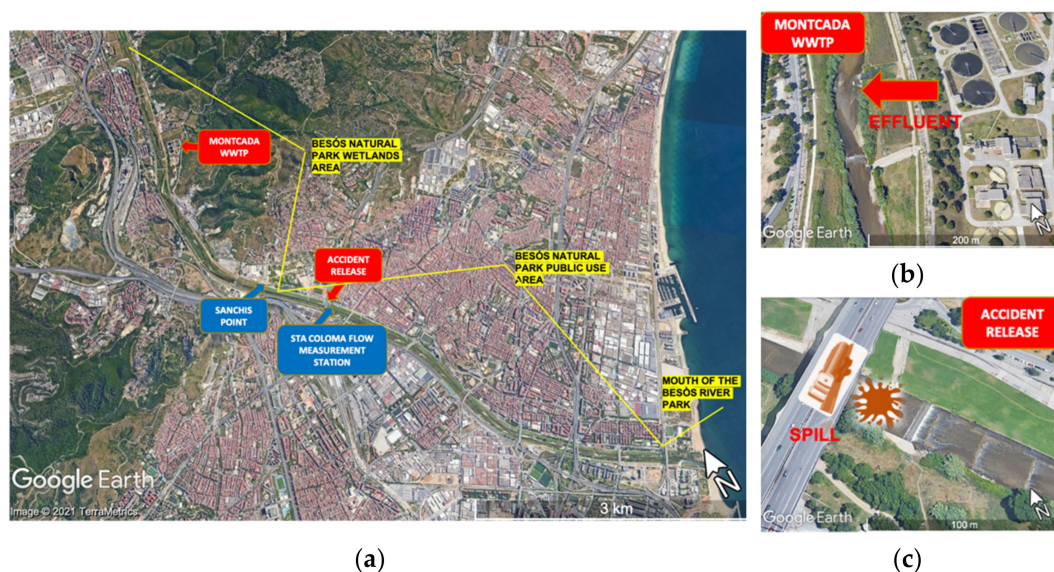 MONTCADA
WWTP
BESÒS NATURAL
PARK WETLANDS
AREA
ACCIDENT
RELEASE
BESÒS NATURAL
PARK PUBLIC USE
AREA
SANCHIS
POINT
STA COLOMA FLOW
MEASUREMENT
STATION
MOUTH OF THE
BESÒS RIVER
PARK
N
Google Earth
Image © 2021 TerraMetrics
3 km
(a)
MONTCADA
WWTP
EFFLUENT
N
Google Earth
200 m
(b)
ACCIDENT
RELEASE
SPILL
N
Google Earth
100 m
(c)